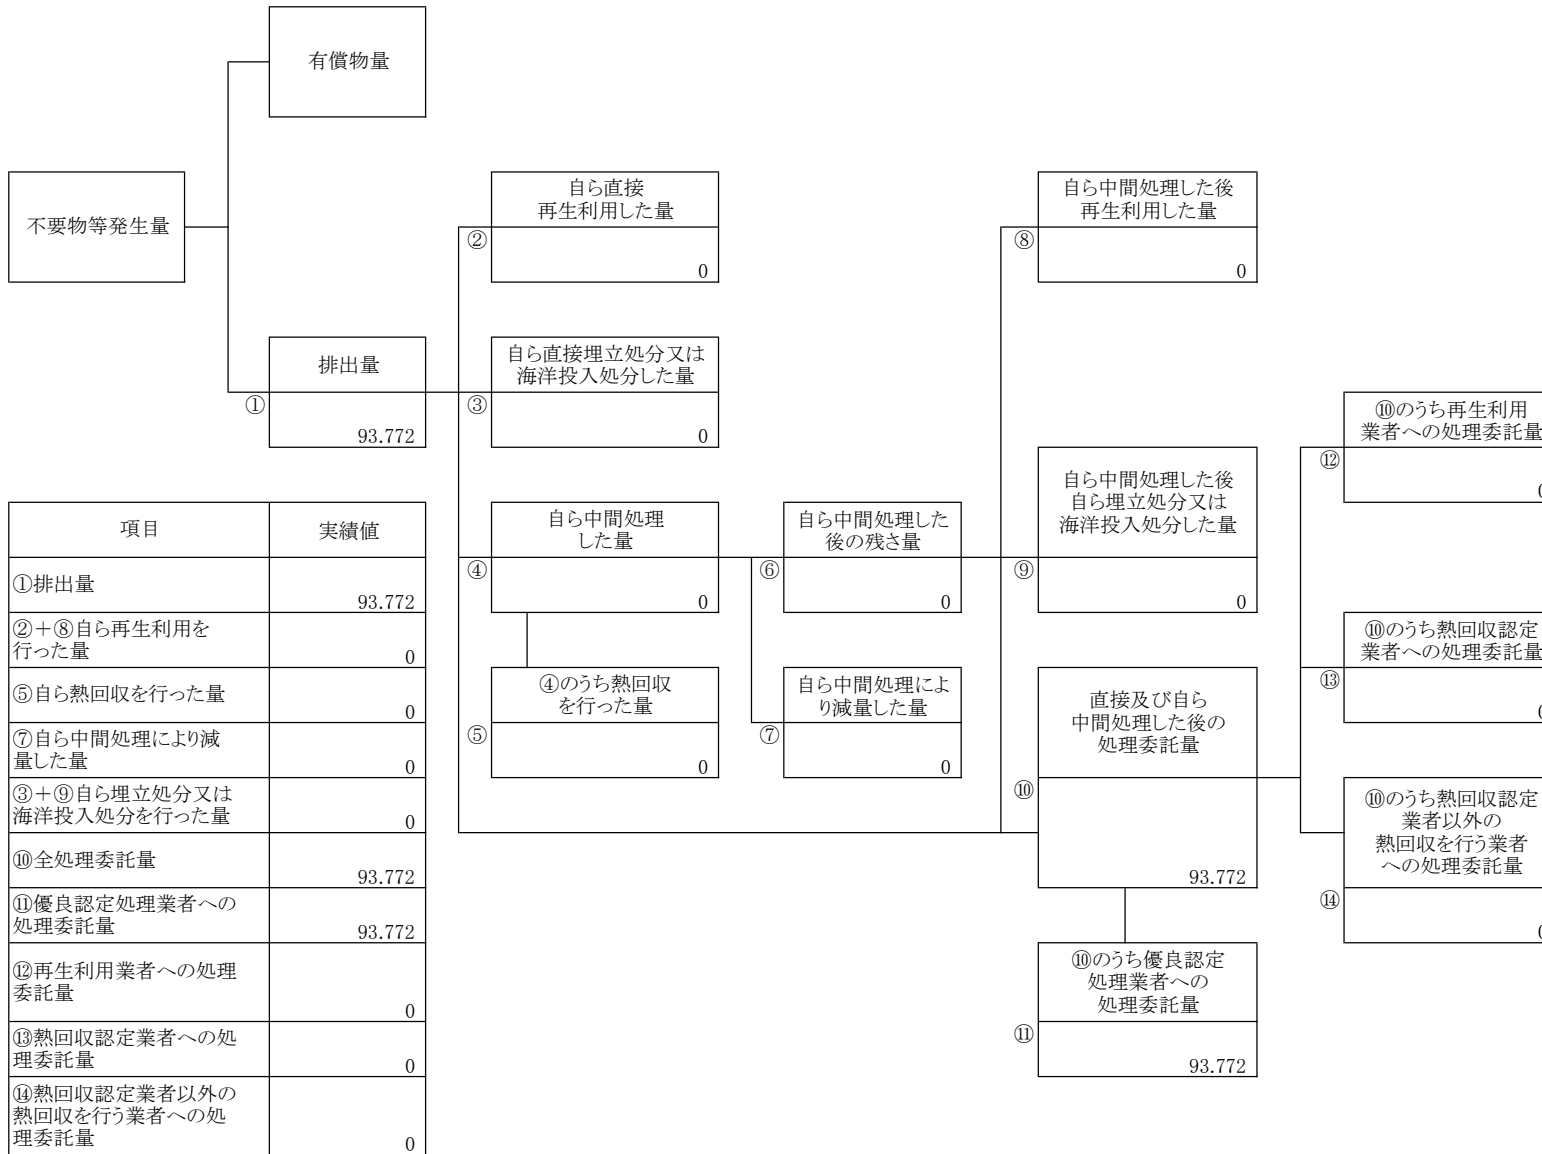 有償物量
不要物等発生量
自ら直接
再生利用した量
②
0
自ら中間処理した後
再生利用した量
⑧
0
排出量
①
93.772
自ら直接埋立処分又は
海洋投入処分した量
③
0
⑩のうち再生利用
業者への処理委託量
⑫
0
自ら中間処理
した量
④
0
自ら中間処理した
後の残さ量
⑥
0
自ら中間処理した後
自ら埋立処分又は
海洋投入処分した量
⑨
0
⑩のうち熱回収認定
業者への処理委託量
⑬
0
④のうち熱回収
を行った量
⑤
0
自ら中間処理によ
り減量した量
⑦
0
直接及び自ら
中間処理した後の
処理委託量
⑩
93.772
⑩のうち熱回収認定
業者以外の
熱回収を行う業者
への処理委託量
⑭
0
⑩のうち優良認定
処理業者への
処理委託量
⑪
93.772
項目 実績値
①排出量
93.772
②＋⑧自ら再生利用を
行った量
0
⑤自ら熱回収を行った量
0
⑦自ら中間処理により減
量した量
0
③＋⑨自ら埋立処分又は
海洋投入処分を行った量
0
⑩全処理委託量
93.772
⑪優良認定処理業者への
処理委託量
93.772
⑫再生利用業者への処理
委託量
0
⑬熱回収認定業者への処
理委託量
0
⑭熱回収認定業者以外の
熱回収を行う業者への処
理委託量
0